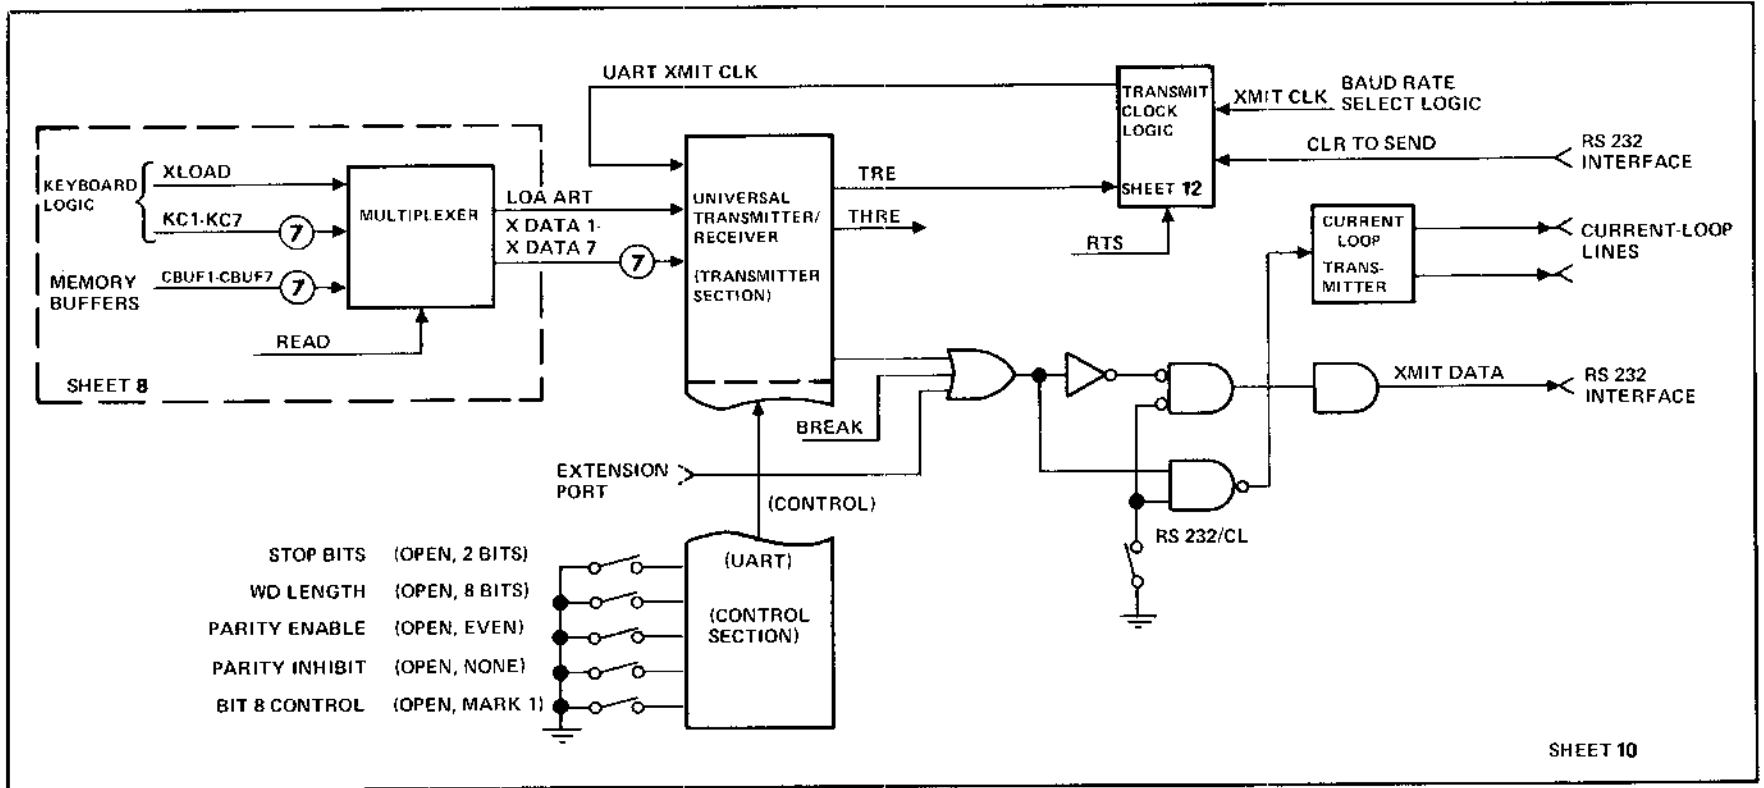 UART XMIT CLK
TRANSMIT
CLOCK
LOGIC
SHEET 12
XMIT CLK
BAUD RATE
SELECT LOGIC
CLR TO SEND
RS 232
INTERFACE
KEYBOARD
LOGIC
XLOAD
KC1-KC7
7
MEMORY
BUFFERS
CBUF1-CBUF7
7
MULTIPLEXER
READ
SHEET 8
LOA ART
X DATA 1-
X DATA 7
7
UNIVERSAL
TRANSMITTER/
RECEIVER
(TRANSMITTER
SECTION)
TRE
THRE
RTS
CURRENT
LOOP
TRANS-
MITTER
CURRENT-LOOP
LINES
BREAK
EXTENSION
PORT
(CONTROL)
XMIT DATA
RS 232
INTERFACE
RS 232/CL
STOP BITS (OPEN, 2 BITS)
WD LENGTH (OPEN, 8 BITS)
PARITY ENABLE (OPEN, EVEN)
PARITY INHIBIT (OPEN, NONE)
BIT 8 CONTROL (OPEN, MARK 1)
(UART)
(CONTROL
SECTION)
SHEET 10